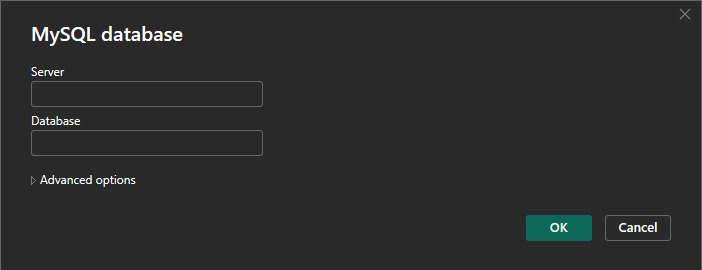 MySQL database
Server
Database
Advanced options
OK
Cancel